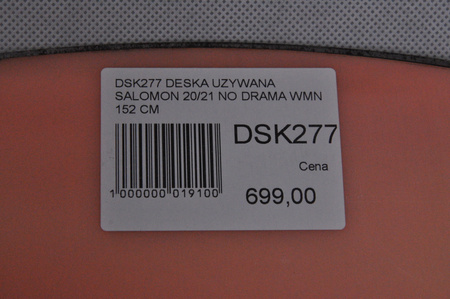 DSK277 DESKA UZYWANA
SALOMON 20/21 NO DRAMA WMN
152 CM
DSK277
Cena
699,00
1 000000 019100